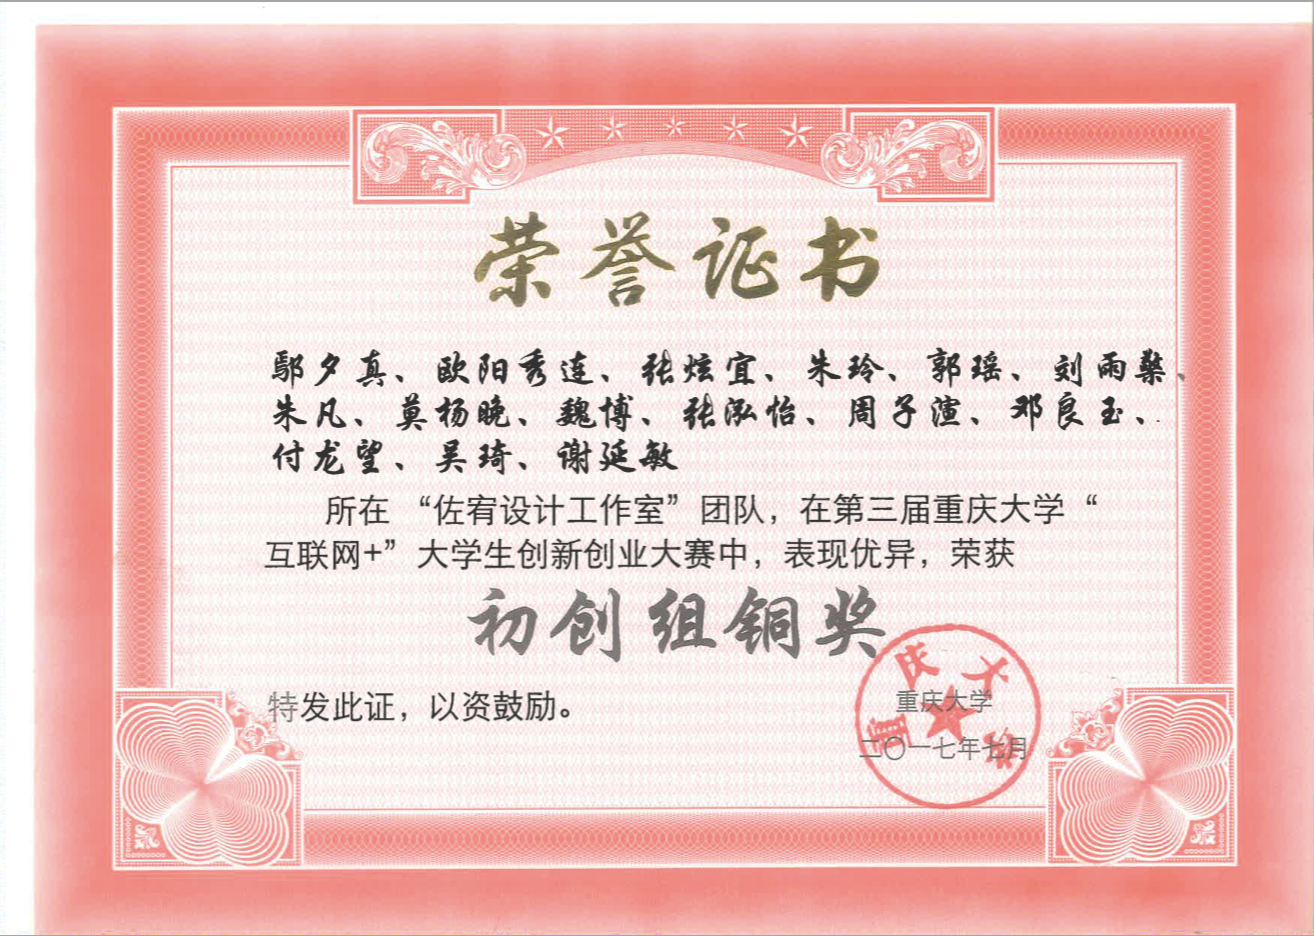 荣誉证书
鄢夕真、欧阳秀连、张炫宜、朱玲、郭瑶、刘雨桑、
朱凡、莫杨晚、魏博、张泓怡、周子渲、邓良玉、
付龙望、吴琦、谢延敏
所在 “佐宥设计工作室”团队，在第三届重庆大学“
互联网+”大学生创新创业大赛中，表现优异，荣获
初创组铜奖
特发此证，以资鼓励。
重庆大学
重庆大学
二〇一七年七月